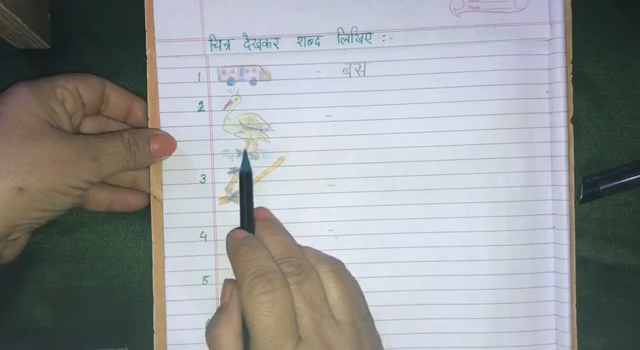 चित्र देखकर शब्द लिखिए :-
1 - बस
2 -
3 -
4 -
5